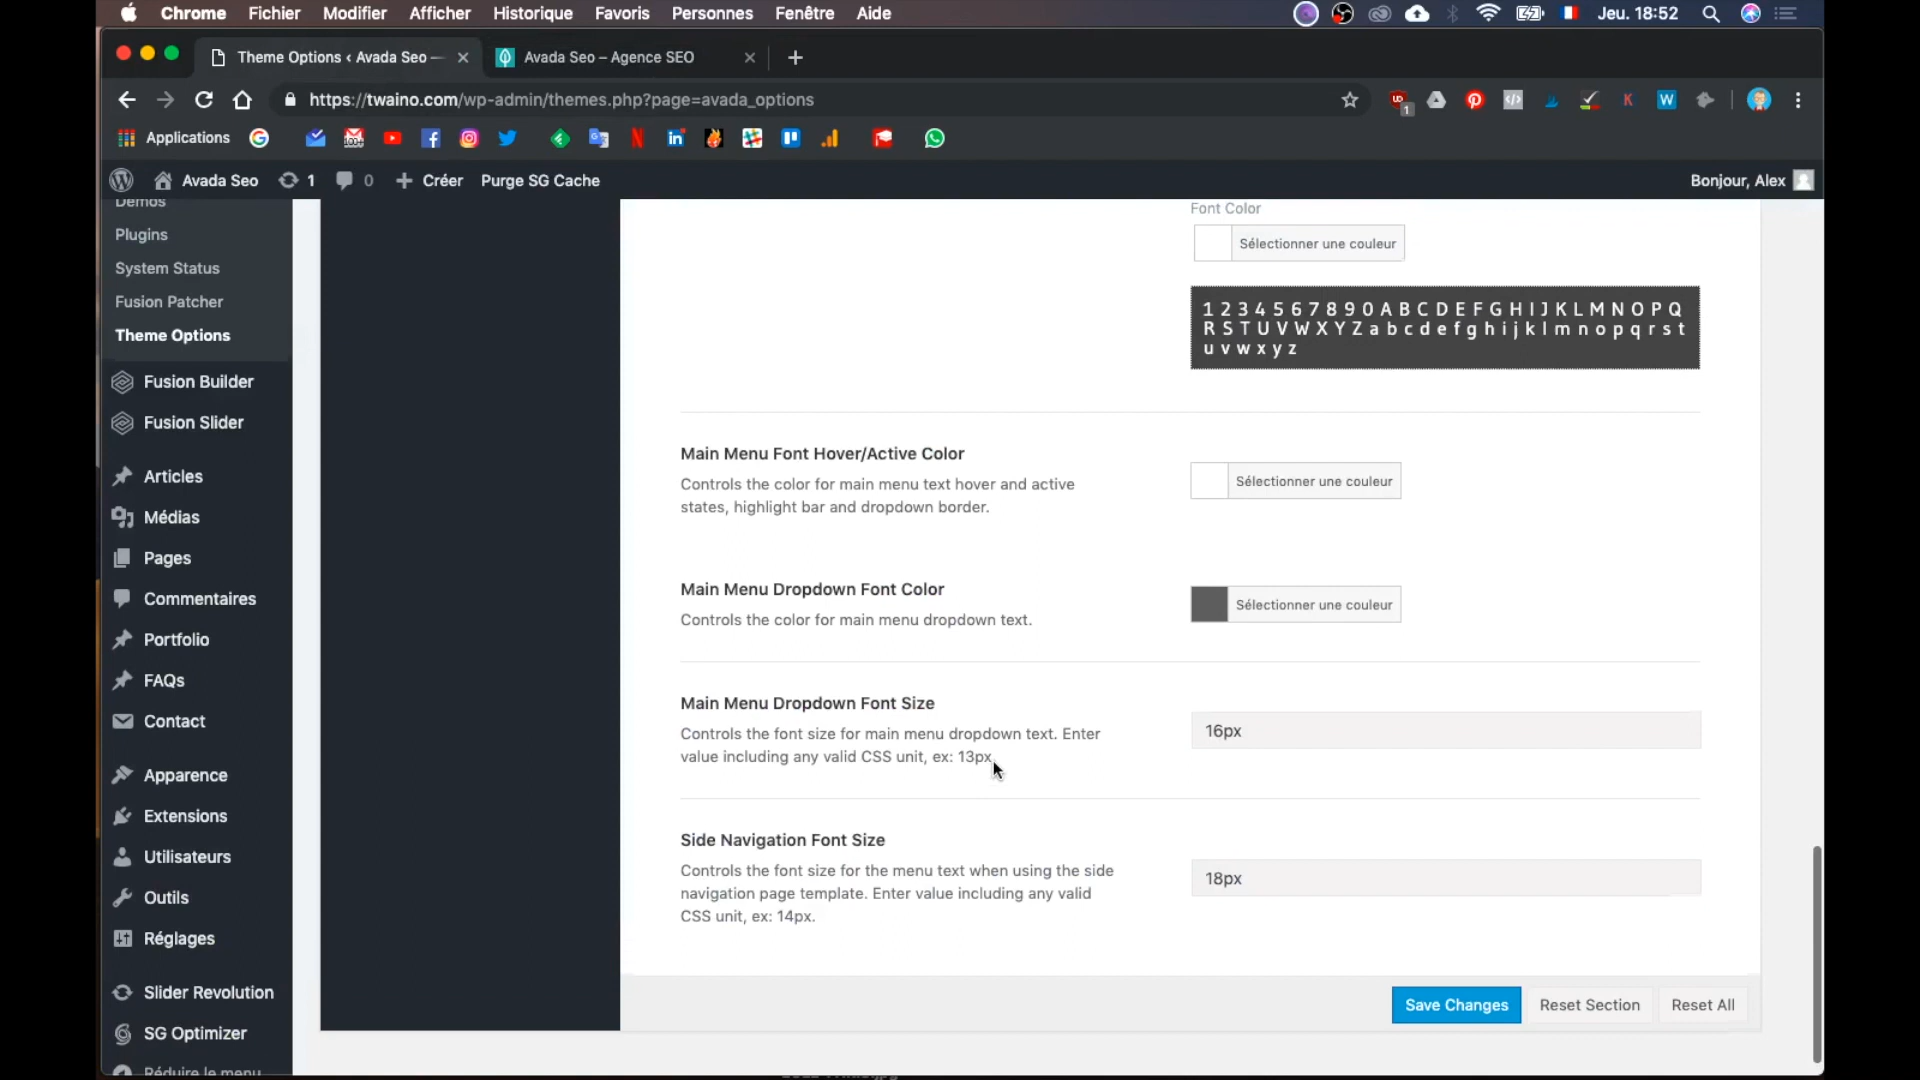 Chrome Fichier Modifier Afficher Historique Favoris Personnes Fenêtre Aide Jeu. 18:52
Theme Options ‹ Avada Seo — Avada Seo – Agence SEO
https://twaino.com/wp-admin/themes.php?page=avada_options
Applications
Avada Seo 1 0 Créer Purge SG Cache Bonjour, Alex
Demos
Plugins
System Status
Fusion Patcher
Theme Options
Fusion Builder
Fusion Slider
Articles
Médias
Pages
Commentaires
Portfolio
FAQs
Contact
Apparence
Extensions
Utilisateurs
Outils
Réglages
Slider Revolution
SG Optimizer
Réduire le menu
Font Color
Sélectionner une couleur
1 2 3 4 5 6 7 8 9 0 A B C D E F G H I J K L M N O P Q
R S T U V W X Y Z a b c d e f g h i j k l m n o p q r s t
u v w x y z
Main Menu Font Hover/Active Color
Controls the color for main menu text hover and active
states, highlight bar and dropdown border.
Sélectionner une couleur
Main Menu Dropdown Font Color
Controls the color for main menu dropdown text.
Sélectionner une couleur
Main Menu Dropdown Font Size
Controls the font size for main menu dropdown text. Enter
value including any valid CSS unit, ex: 13px.
16px
Side Navigation Font Size
Controls the font size for the menu text when using the side
navigation page template. Enter value including any valid
CSS unit, ex: 14px.
18px
Save Changes Reset Section Reset All